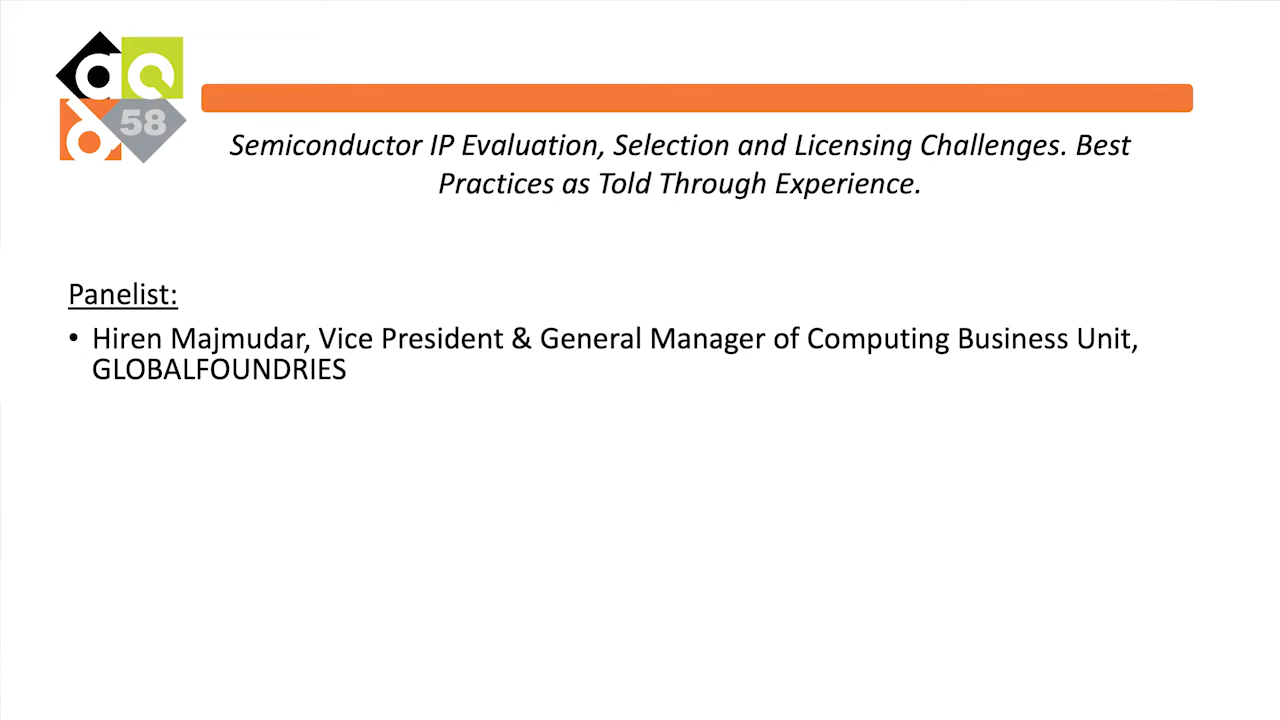 dac
58
Semiconductor IP Evaluation, Selection and Licensing Challenges. Best
Practices as Told Through Experience.
Panelist:
• Hiren Majmudar, Vice President & General Manager of Computing Business Unit,
GLOBALFOUNDRIES